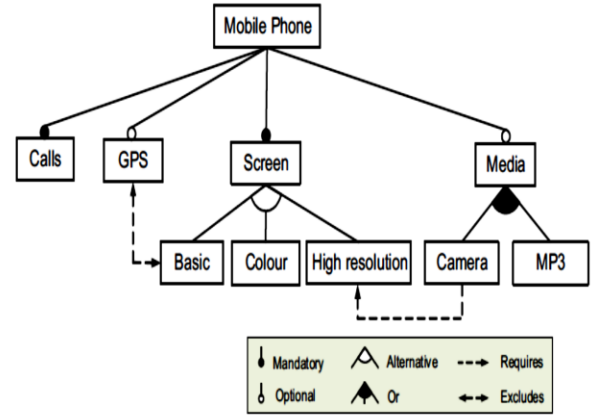 Mobile Phone
Calls
GPS
Screen
Media
Basic
Colour
High resolution
Camera
MP3
Mandatory
Alternative
Requires
Optional
Or
Excludes